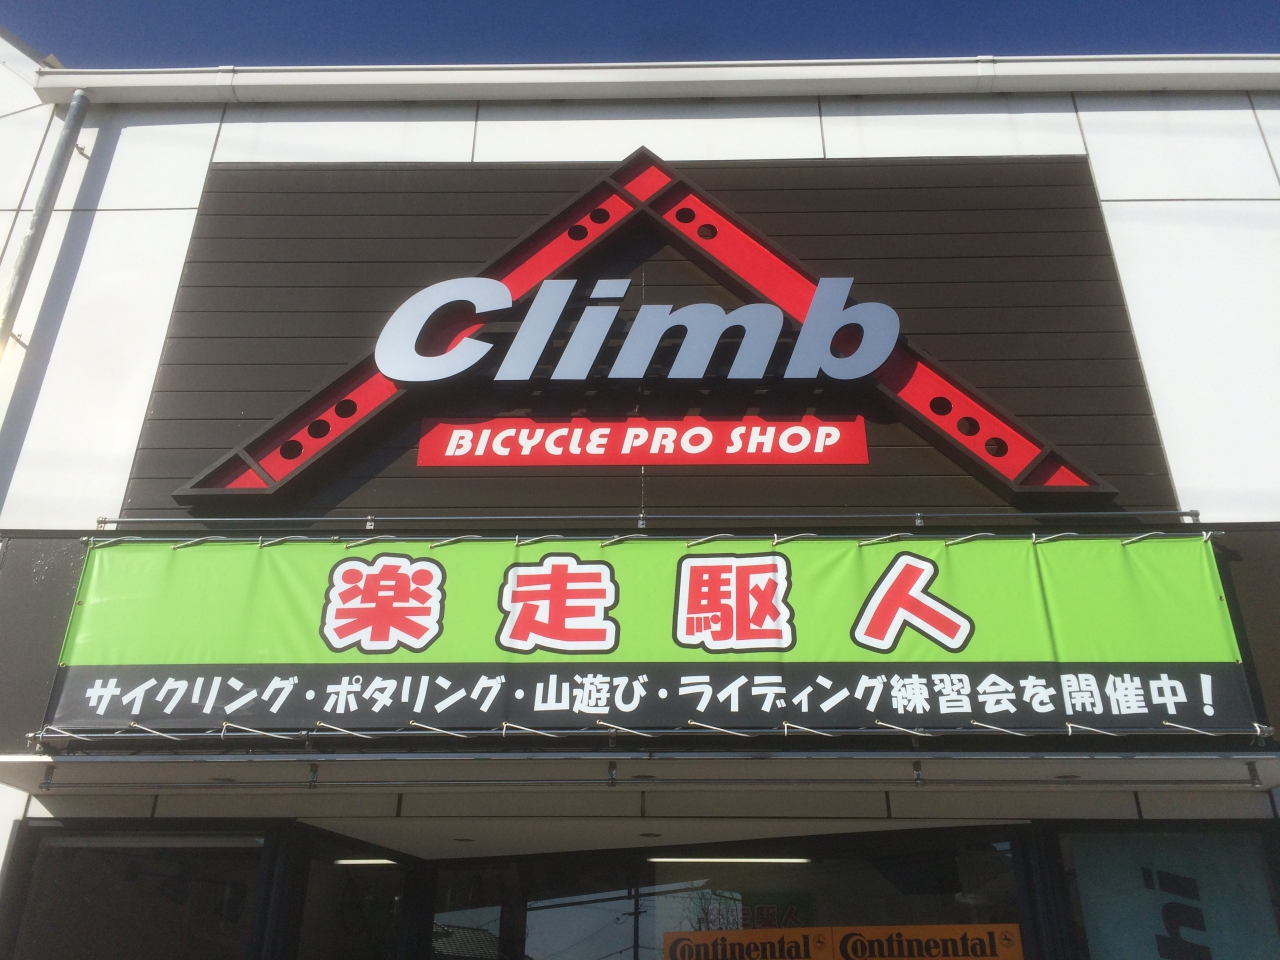 Climb
BICYCLE PRO SHOP
楽走駆人
サイクリング・ポタリング・山遊び・ライディング練習会を開催中！
Continental Continental